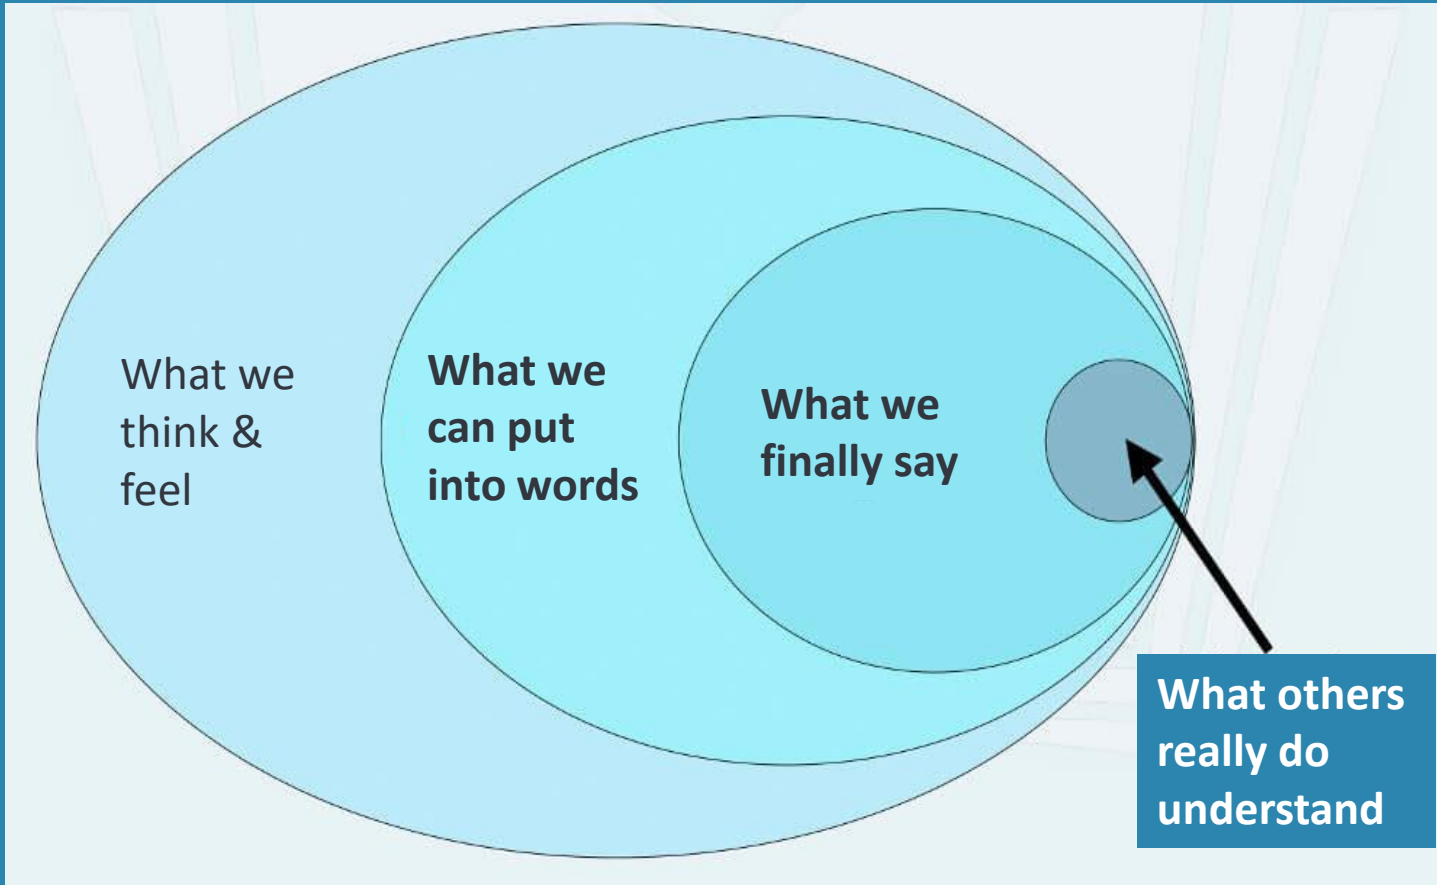 What we
think &
feel
What we
can put
into words
What we
finally say
What others
really do
understand